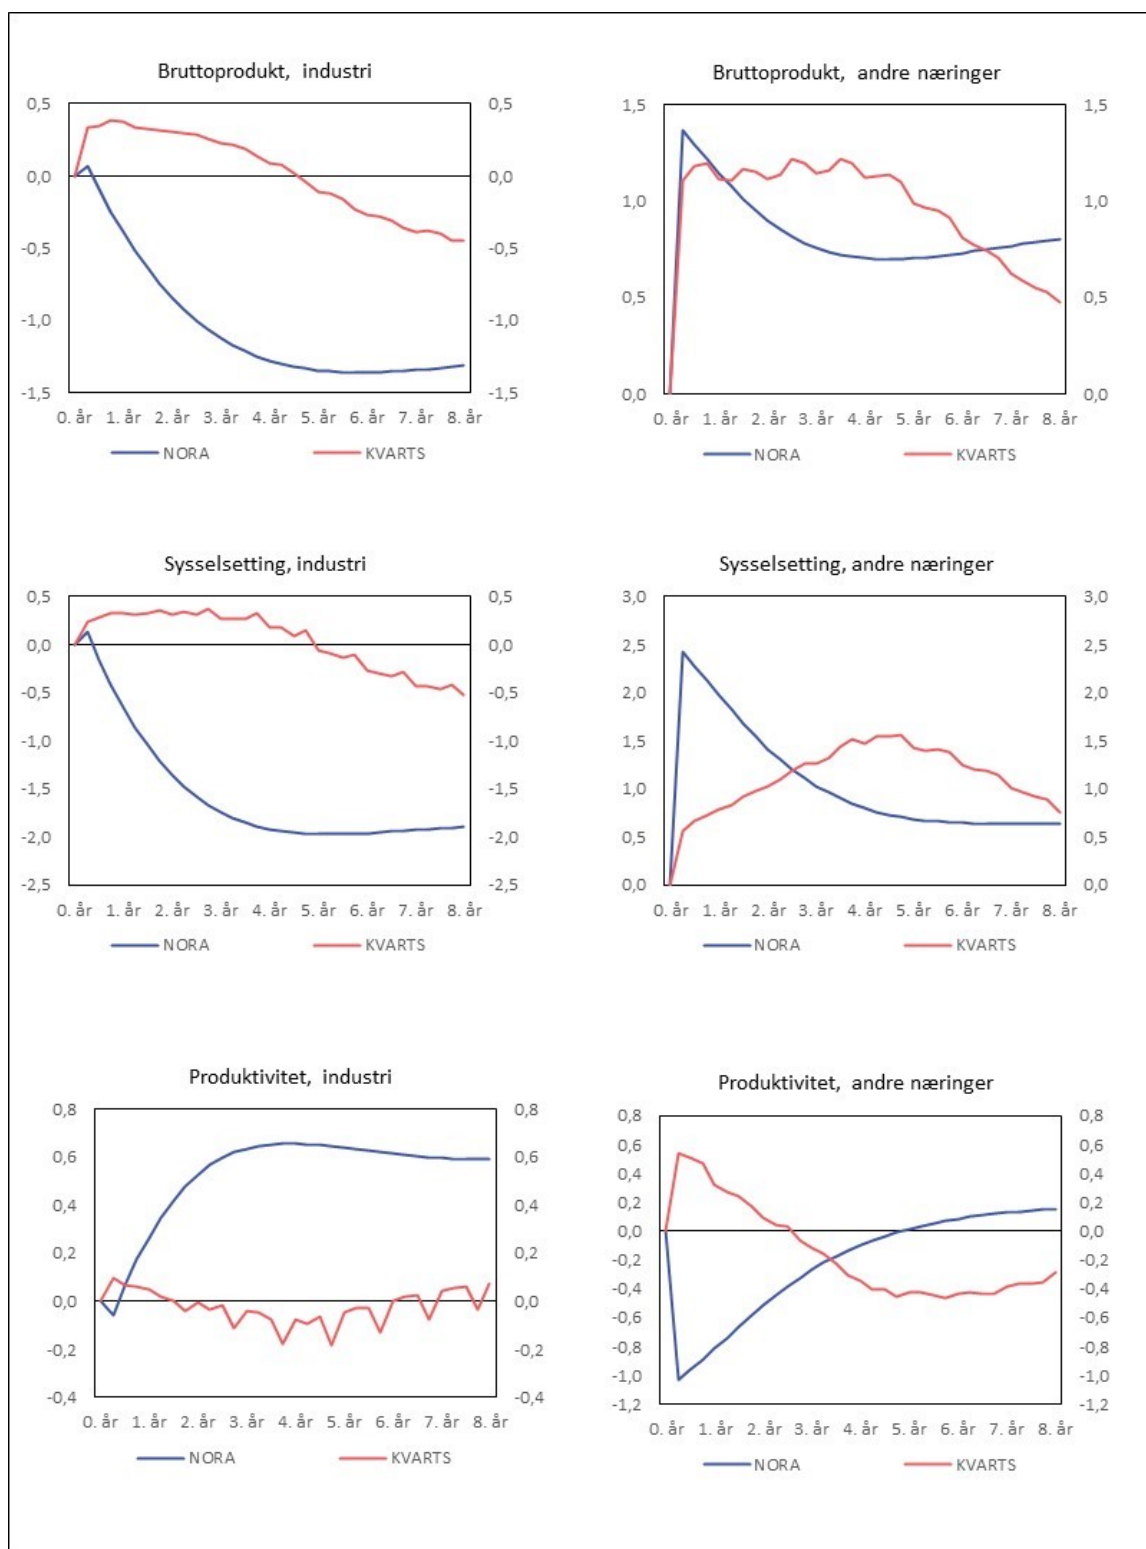 Bruttoprodukt, industri
0,5 0,5
0,0 0,0
-0,5 -0,5
-1,0 -1,0
-1,5 -1,5
0. år 1. år 2. år 3. år 4. år 5. år 6. år 7. år 8. år
NORA KVARTS
Bruttoprodukt, andre næringer
1,5 1,5
1,0 1,0
0,5 0,5
0,0 0,0
0. år 1. år 2. år 3. år 4. år 5. år 6. år 7. år 8. år
NORA KVARTS
Sysselsetting, industri
0,5 0,5
0,0 0,0
-0,5 -0,5
-1,0 -1,0
-1,5 -1,5
-2,0 -2,0
-2,5 -2,5
0. år 1. år 2. år 3. år 4. år 5. år 6. år 7. år 8. år
NORA KVARTS
Sysselsetting, andre næringer
3,0 3,0
2,5 2,5
2,0 2,0
1,5 1,5
1,0 1,0
0,5 0,5
0,0 0,0
0. år 1. år 2. år 3. år 4. år 5. år 6. år 7. år 8. år
NORA KVARTS
Produktivitet, industri
0,8 0,8
0,6 0,6
0,4 0,4
0,2 0,2
0,0 0,0
-0,2 -0,2
-0,4 -0,4
0. år 1. år 2. år 3. år 4. år 5. år 6. år 7. år 8. år
NORA KVARTS
Produktivitet, andre næringer
0,8 0,8
0,6 0,6
0,4 0,4
0,2 0,2
0,0 0,0
-0,2 -0,2
-0,4 -0,4
-0,6 -0,6
-0,8 -0,8
-1,0 -1,0
-1,2 -1,2
0. år 1. år 2. år 3. år 4. år 5. år 6. år 7. år 8. år
NORA KVARTS